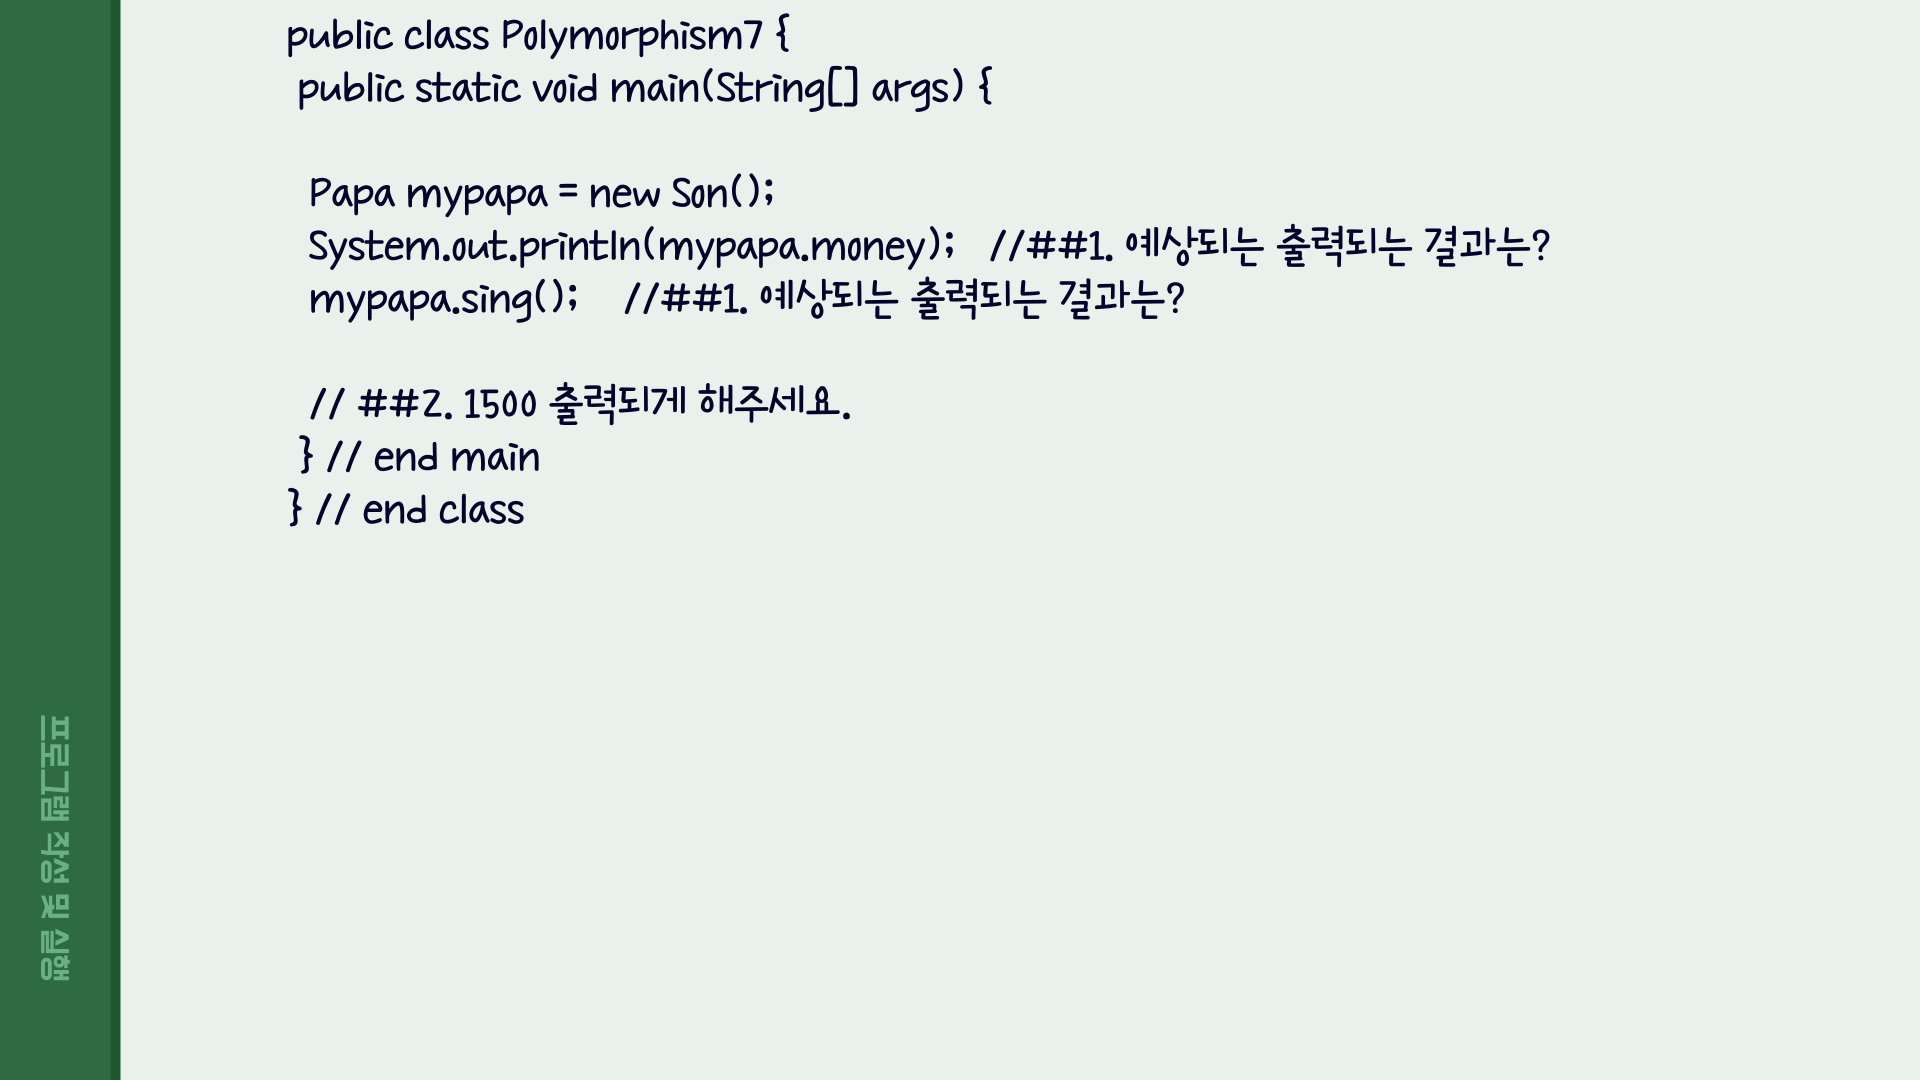 public class Polymorphism7 {
public static void main(String[] args) {
Papa mypapa = new Son();
System.out.println(mypapa.money); //##1. 예상되는 출력되는 결과는?
mypapa.sing(); //##1. 예상되는 출력되는 결과는?
// ##2. 1500 출력되게 해주세요.
} // end main
} // end class
프로그램 작성 및 실행